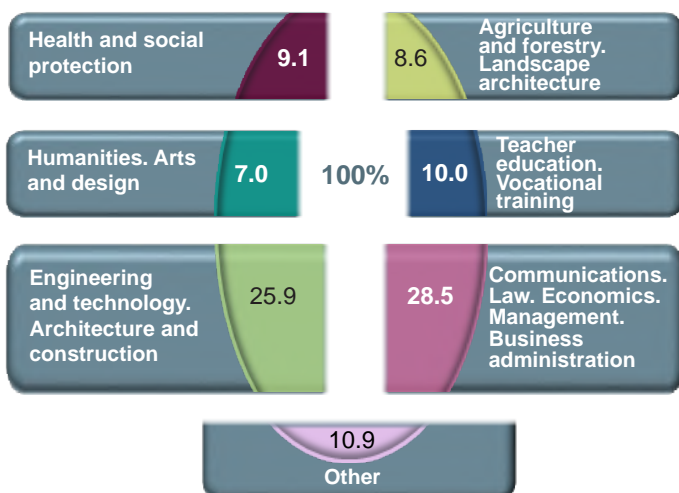 Health and social
protection
9.1
8.6
Agriculture
and forestry.
Landscape
architecture
Humanities. Arts
and design
7.0
100%
10.0
Teacher
education.
Vocational
training
Engineering
and technology.
Architecture and
construction
25.9
28.5
Communications.
Law. Economics.
Management.
Business
administration
10.9
Other